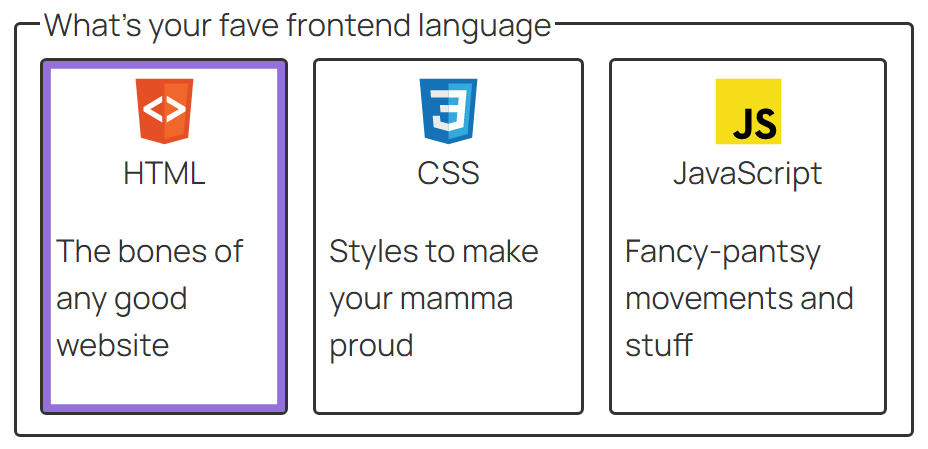 What's your fave frontend language
HTML
The bones of
any good
website
3
CSS
Styles to make
your mamma
proud
JS
JavaScript
Fancy-pantsy
movements and
stuff